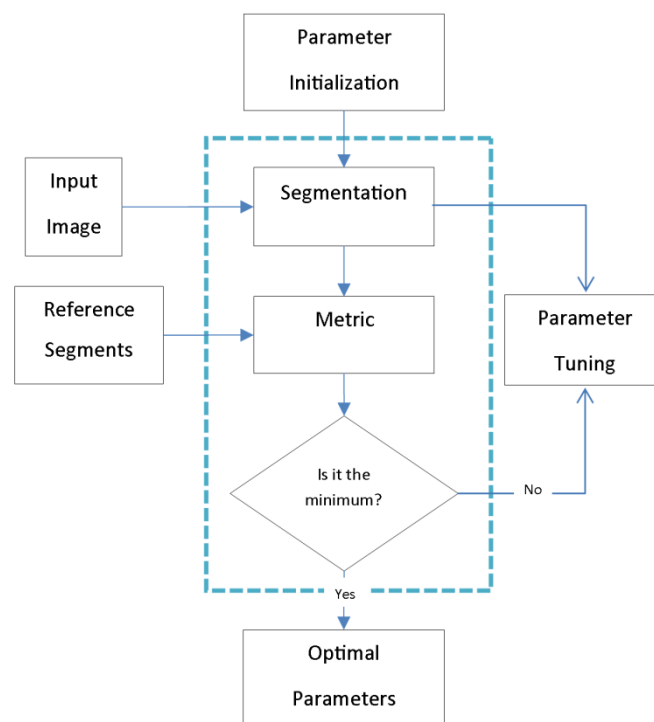 Parameter
Initialization
Input
Image
Segmentation
Reference
Segments
Metric
Parameter
Tuning
Is it the
minimum?
No
Yes
Optimal
Parameters